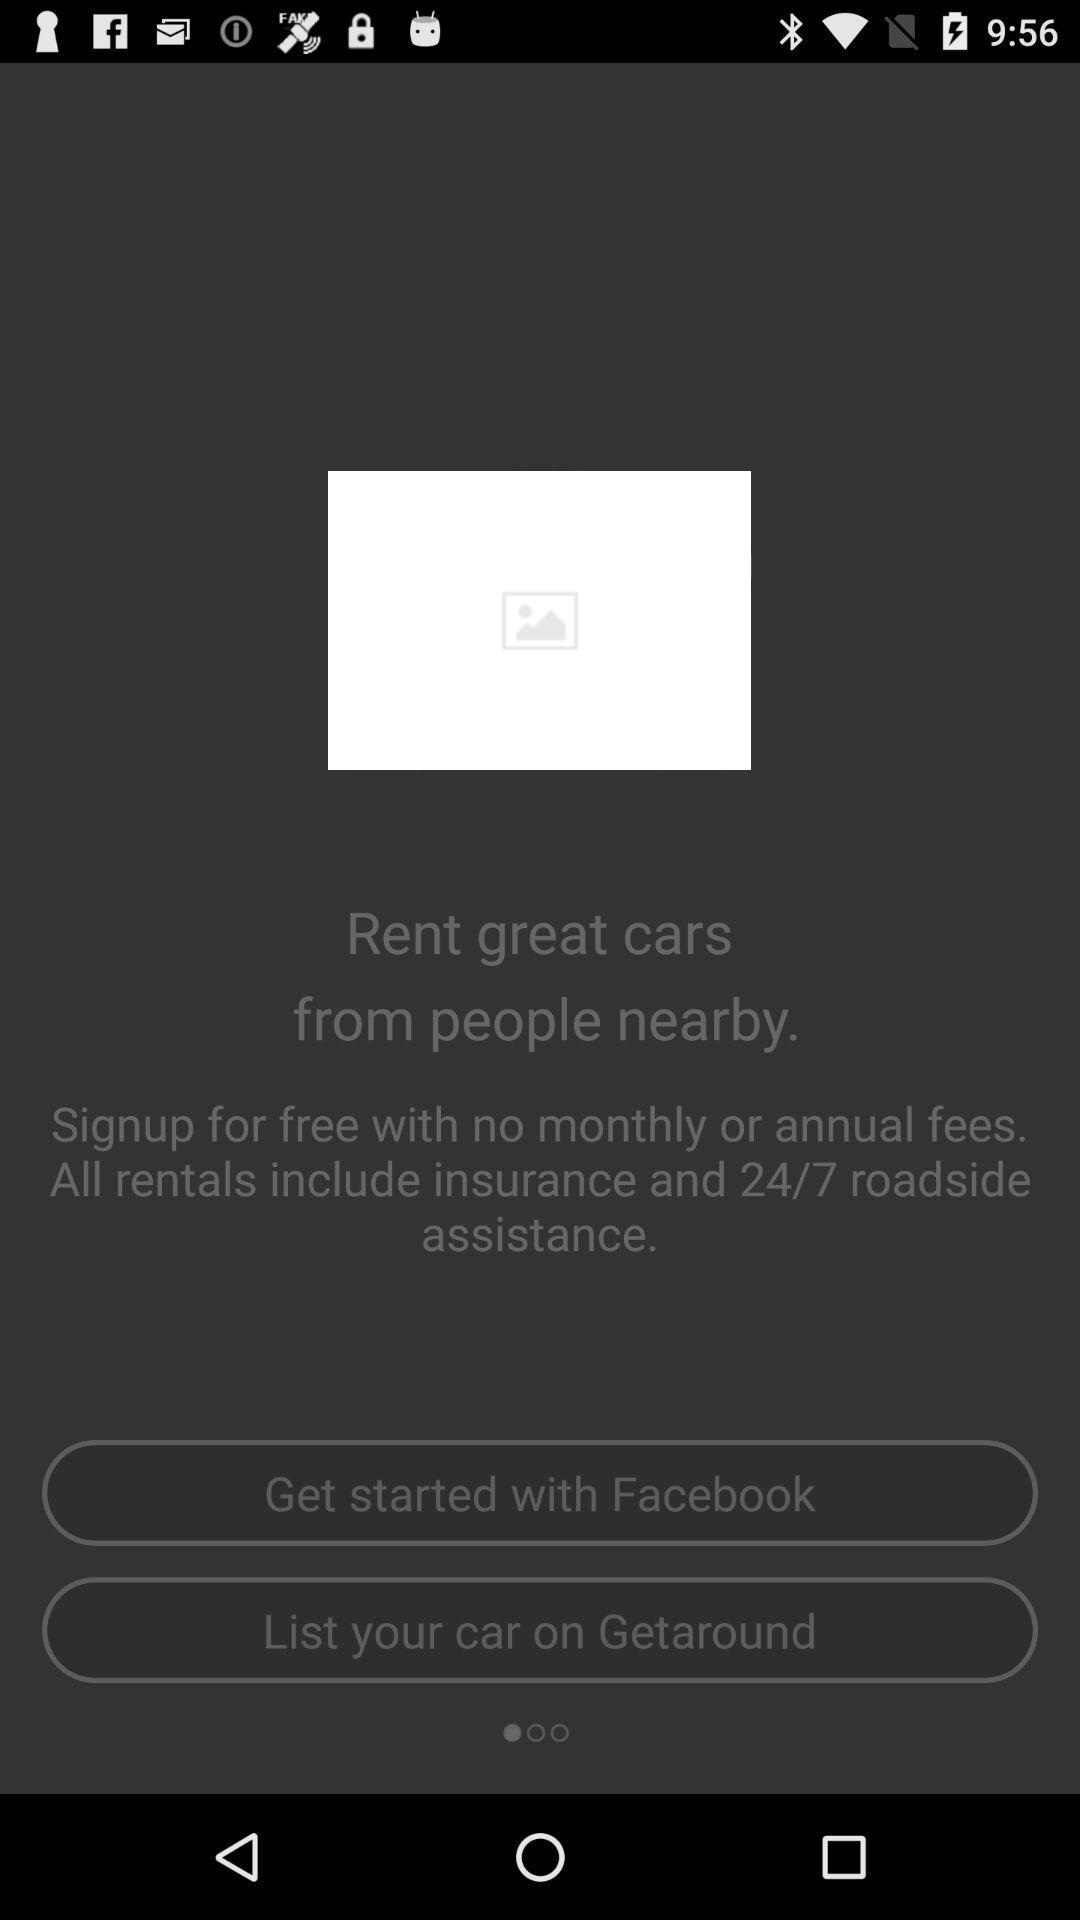 FAKE
9:56
Rent great cars
from people nearby.
Signup for free with no monthly or annual fees.
All rentals include insurance and 24/7 roadside
assistance.
Get started with Facebook
List your car on Getaround